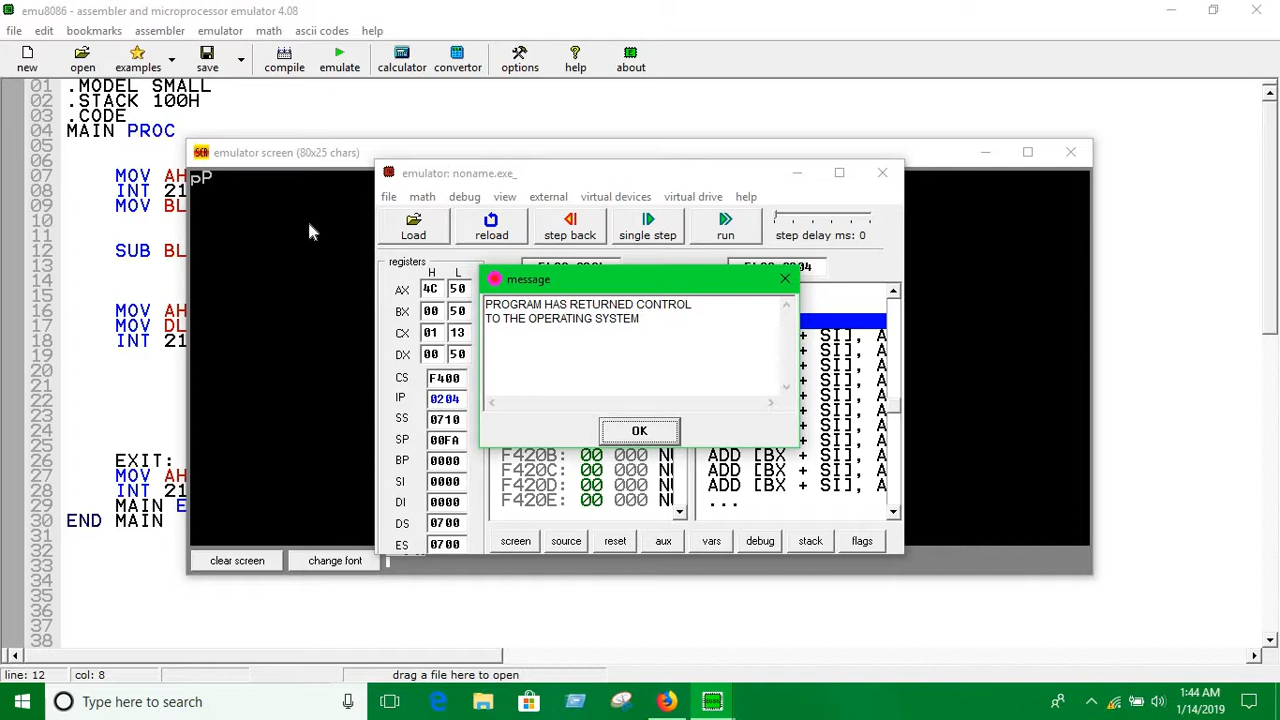 emu8086 - assembler and microprocessor emulator 4.08
file edit bookmarks assembler emulator math ascii codes help
new open examples save compile emulate calculator convertor options help about
01 .MODEL SMALL
02 .STACK 100H
03 .CODE
04 MAIN PROC
05
06
07 MOV AH
08 INT 21
09 MOV BL
10
11
12 SUB BL
13
14
15
16 MOV AH
17 MOV DL
18 INT 21
19
20
21
22
23
24
25
26 EXIT:
27 MOV AH
28 INT 21
29 MAIN E
30 END MAIN
31
32
33
34
35
36
37
38
emulator screen (80x25 chars)
pP
clear screen change font
emulator: noname.exe_
file math debug view external virtual devices virtual drive help
Load reload step back single step run step delay ms: 0
registers
H L
AX 4C 50
BX 00 50
CX 01 13
DX 00 50
CS F400
IP 0204
SS 0710
SP 00FA
BP 0000
SI 0000
DI 0000
DS 0700
ES 0700
message
PROGRAM HAS RETURNED CONTROL
TO THE OPERATING SYSTEM
OK
+ SI], A
+ SI], A
+ SI], A
+ SI], A
+ SI], A
+ SI], A
+ SI], A
+ SI], A
F420B: 00 000 ADD [BX + SI], A
F420C: 00 000 ADD [BX + SI], A
F420D: 00 000 ADD [BX + SI], A
F420E: 00 000 ...
screen source reset aux vars debug stack flags
line: 12 col: 8 drag a file here to open
Type here to search
1:44 AM
1/14/2019